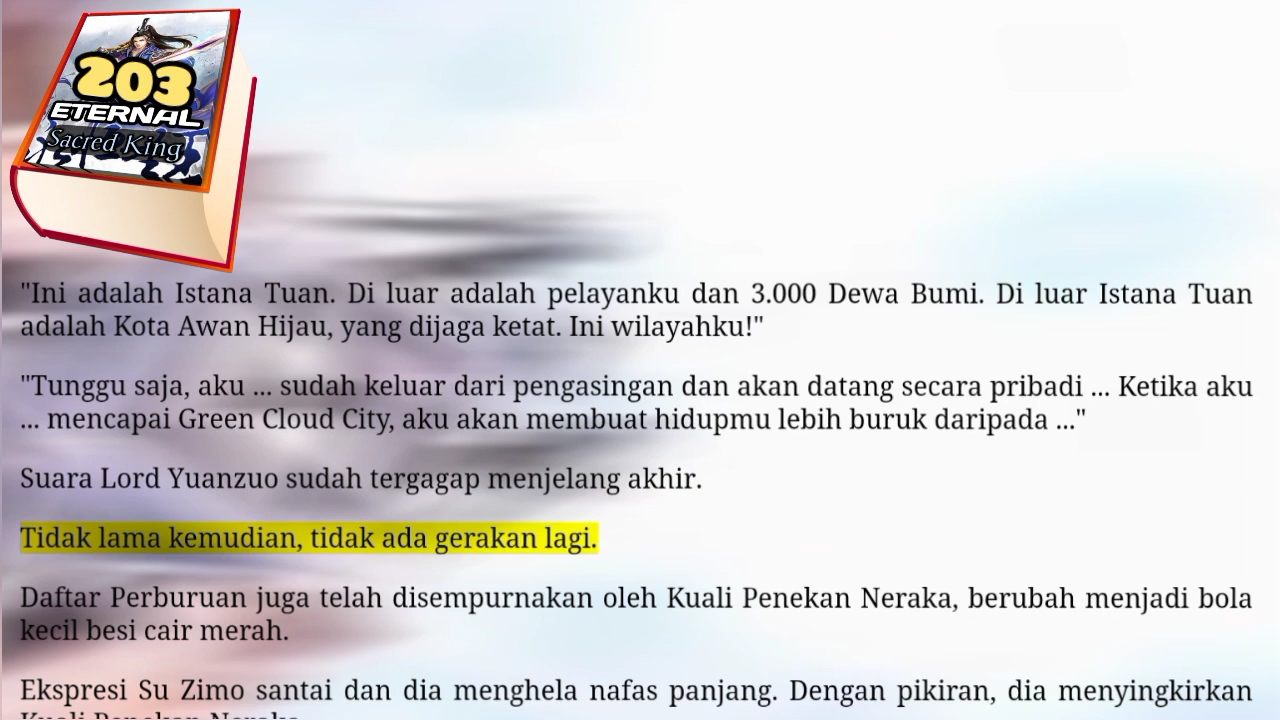 203
ETERNAL
Sacred King
"Ini adalah Istana Tuan. Di luar adalah pelayanku dan 3.000 Dewa Bumi. Di luar Istana Tuan
adalah Kota Awan Hijau, yang dijaga ketat. Ini wilayahku!"
"Tunggu saja, aku ... sudah keluar dari pengasingan dan akan datang secara pribadi ... Ketika aku
... mencapai Green Cloud City, aku akan membuat hidupmu lebih buruk daripada ..."
Suara Lord Yuanzuo sudah tergagap menjelang akhir.
Tidak lama kemudian, tidak ada gerakan lagi.
Daftar Perburuan juga telah disempurnakan oleh Kuali Penekan Neraka, berubah menjadi bola
kecil besi cair merah.
Ekspresi Su Zimo santai dan dia menghela nafas panjang. Dengan pikiran, dia menyingkirkan
Kuali Penekan Neraka.